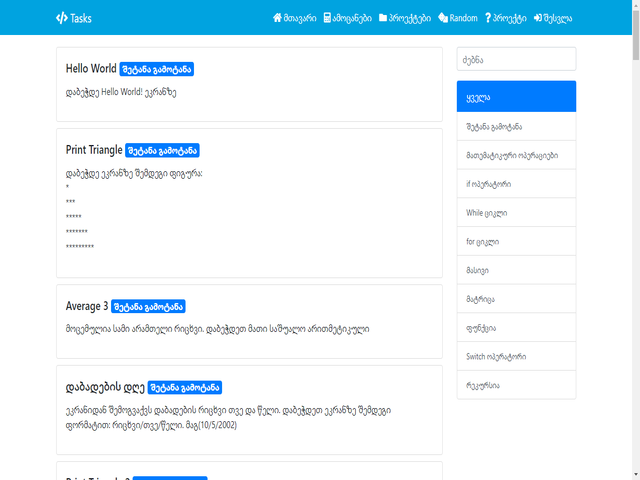 Tasks
მთავარი ამოცანები პროექტები Random პროექტი შესვლა
Hello World შეტანა გამოტანა
დაბეჭდე Hello World! ეკრანზე
Print Triangle შეტანა გამოტანა
დაბეჭდე ეკრანზე შემდეგი ფიგურა:
*
***
*****
*******
*********
Average 3 შეტანა გამოტანა
მოცემულია სამი არამთელი რიცხვი. დაბეჭდეთ მათი საშუალო არითმეტიკული
დაბადების დღე შეტანა გამოტანა
ეკრანიდან შემოგვაქვს დაბადების რიცხვი თვე და წელი. დაბეჭდეთ ეკრანზე შემდეგი
ფორმატით: რიცხვი/თვე/წელი. მაგ(10/5/2002)
ძებნა
ყველა
შეტანა გამოტანა
მათემატიკური ოპერაციები
if ოპერატორი
While ციკლი
for ციკლი
მასივი
მატრიცა
ფუნქცია
Switch ოპერატორი
რეკურსია